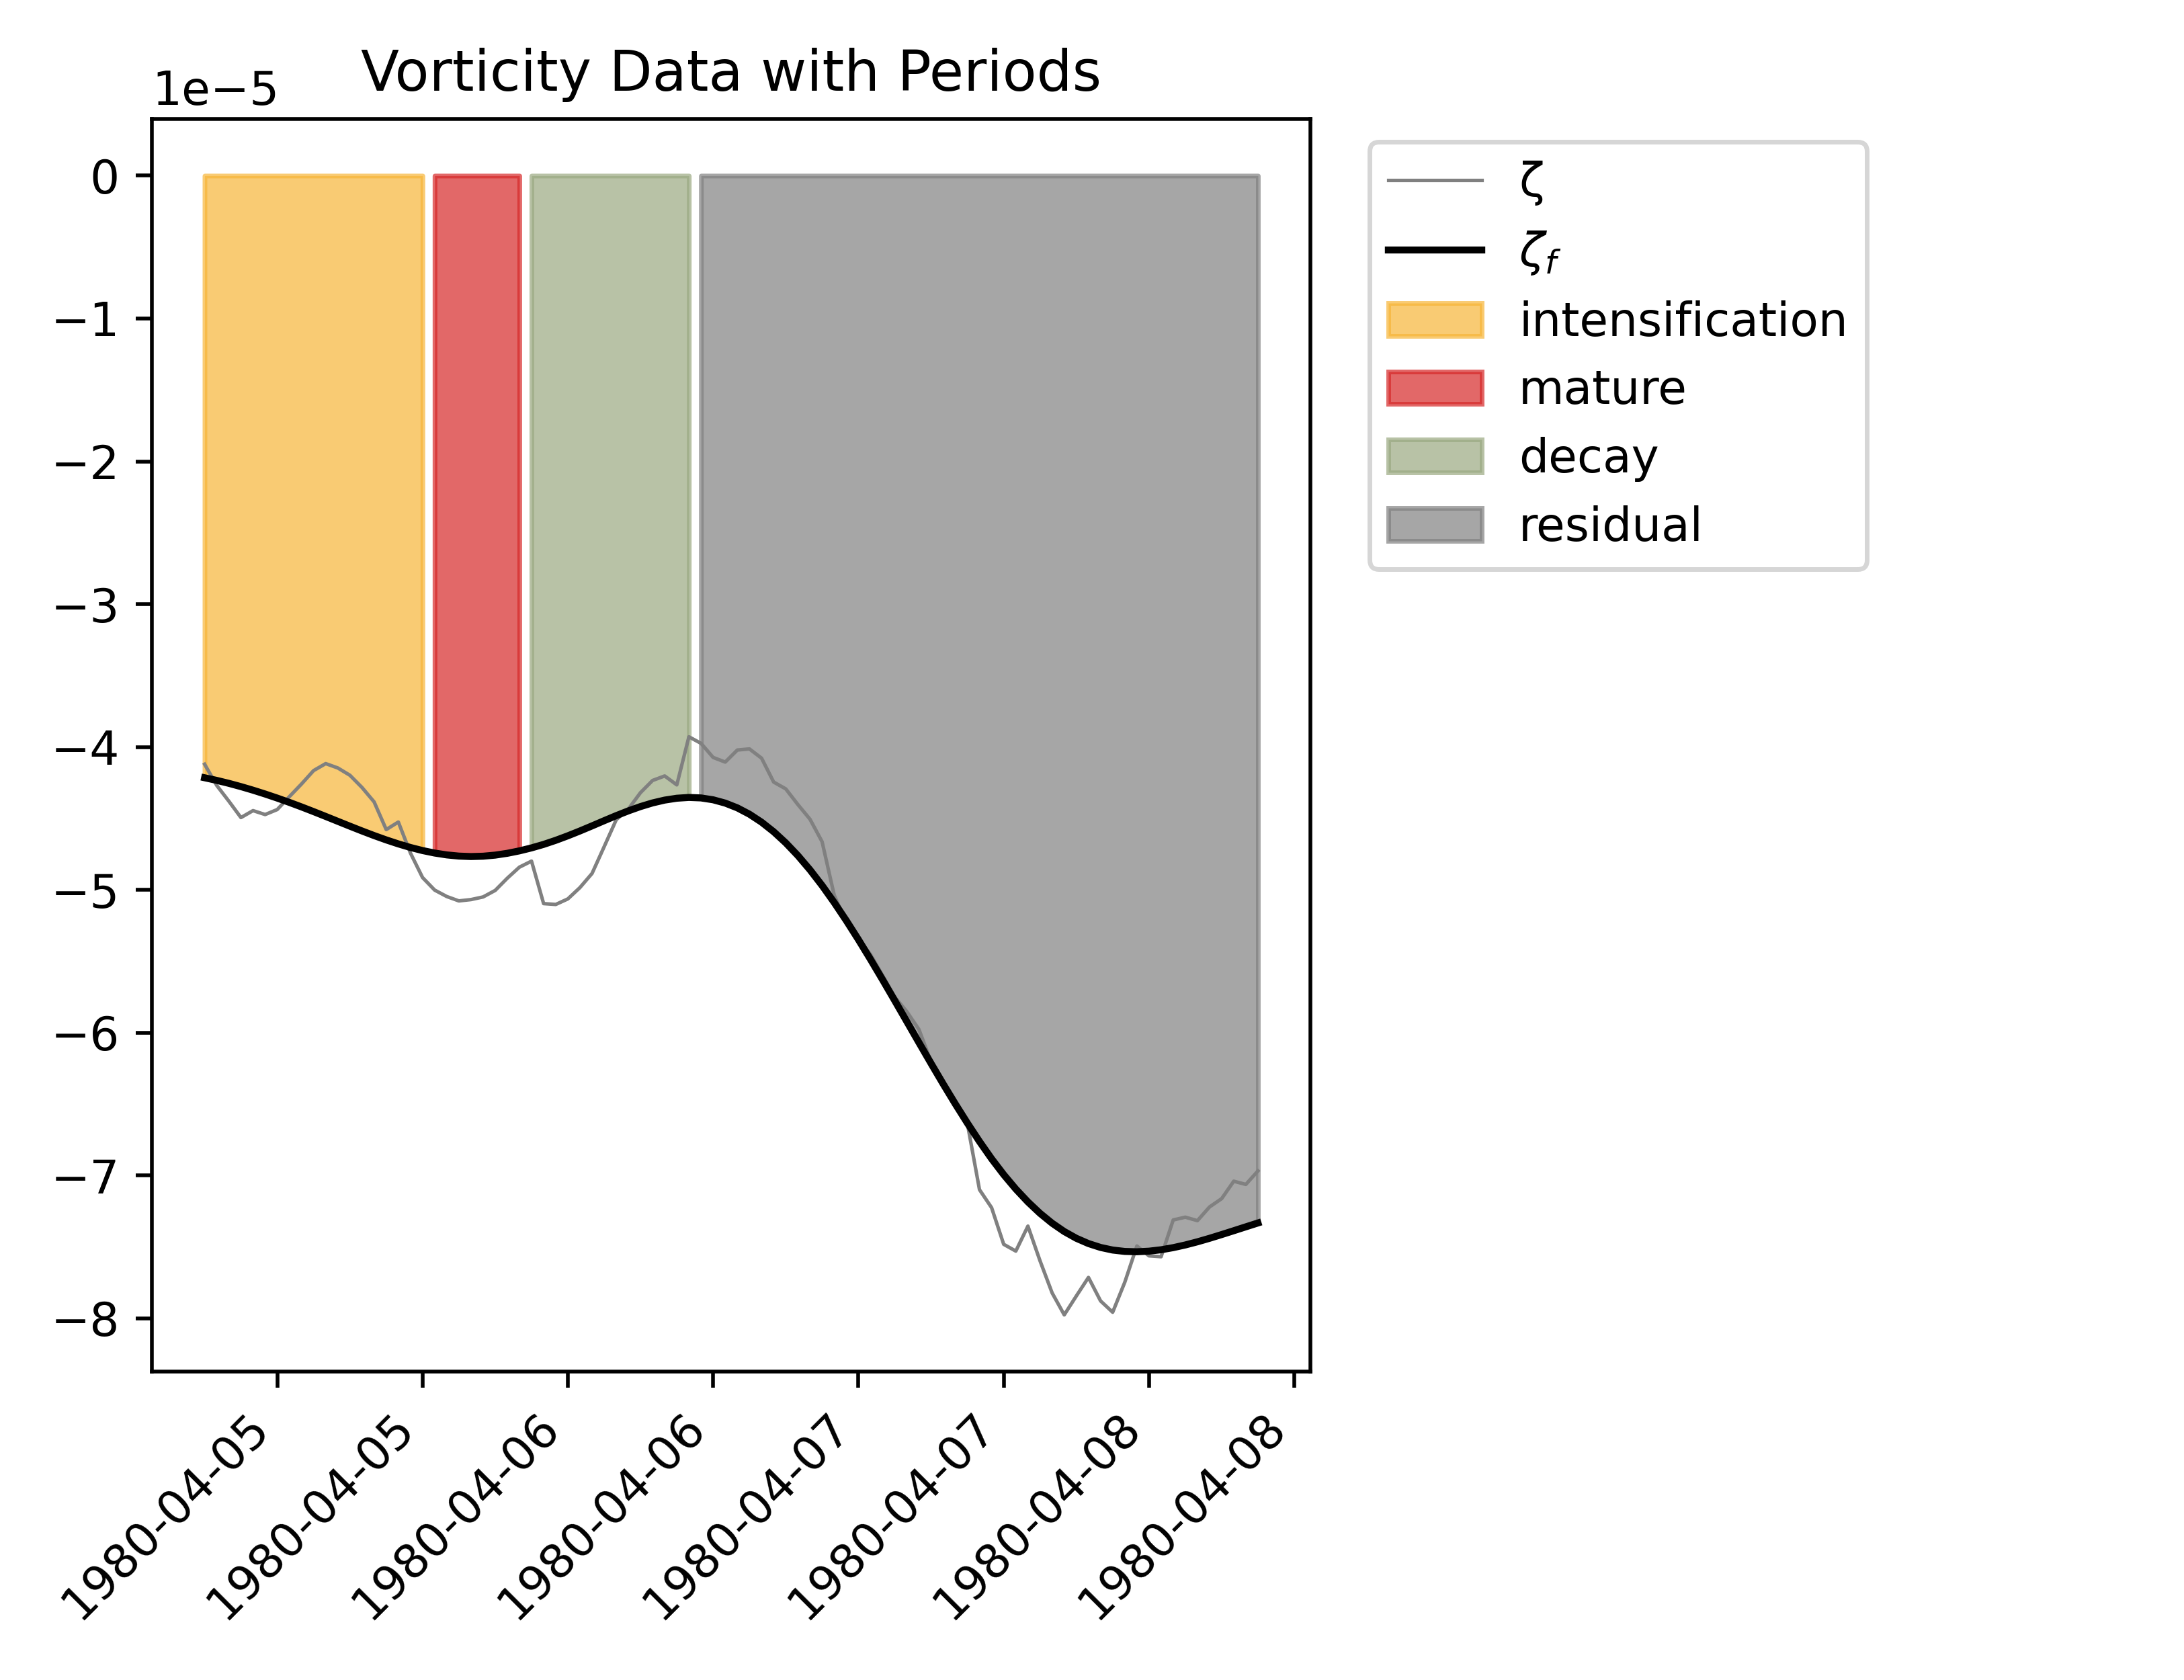 Vorticity Data with Periods
1e−5
0
−1
−2
−3
−4
−5
−6
−7
−8
1980-04-05
1980-04-05
1980-04-06
1980-04-06
1980-04-07
1980-04-07
1980-04-08
1980-04-08
ζ
ζf
intensification
mature
decay
residual